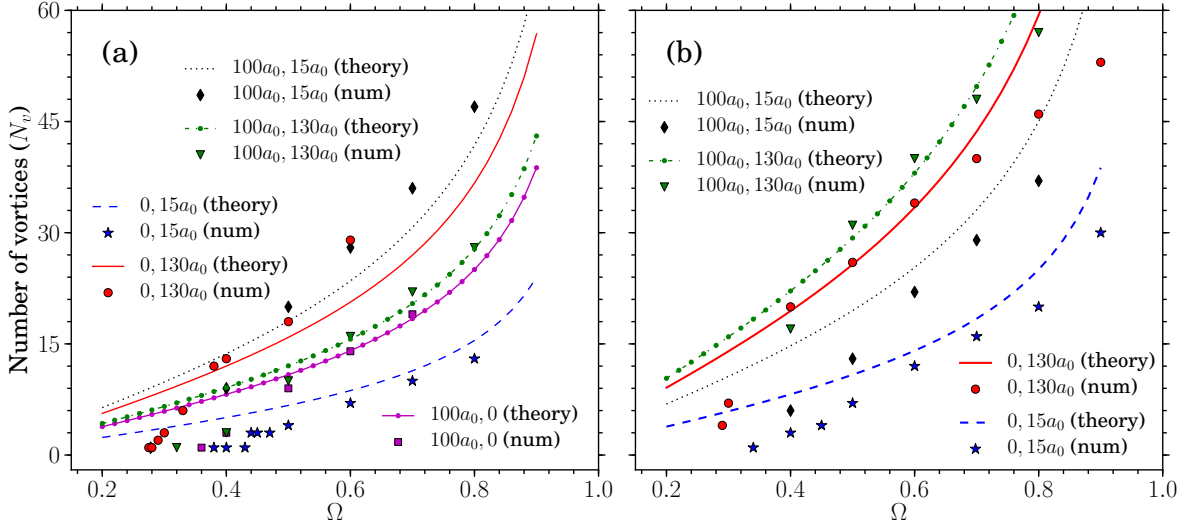 60
45
30
15
0
Number of vortices (N_v)
(a)
100a_0, 15a_0 (theory)
100a_0, 15a_0 (num)
100a_0, 130a_0 (theory)
100a_0, 130a_0 (num)
0, 15a_0 (theory)
0, 15a_0 (num)
0, 130a_0 (theory)
0, 130a_0 (num)
100a_0, 0 (theory)
100a_0, 0 (num)
0.2 0.4 0.6 0.8 1.0
Ω
(b)
100a_0, 15a_0 (theory)
100a_0, 15a_0 (num)
100a_0, 130a_0 (theory)
100a_0, 130a_0 (num)
0, 130a_0 (theory)
0, 130a_0 (num)
0, 15a_0 (theory)
0, 15a_0 (num)
0.2 0.4 0.6 0.8 1.0
Ω